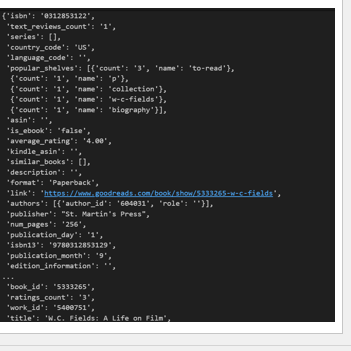 {'isbn': '0312853122',
'text_reviews_count': '1',
'series': [],
'country_code': 'US',
'language_code': '',
'popular_shelves': [{'count': '3', 'name': 'to-read'},
{'count': '1', 'name': 'p'},
{'count': '1', 'name': 'collection'},
{'count': '1', 'name': 'w-c-fields'},
{'count': '1', 'name': 'biography'}],
'asin': '',
'is_ebook': 'false',
'average_rating': '4.00',
'kindle_asin': '',
'similar_books': [],
'description': '',
'format': 'Paperback',
'link': 'https://www.goodreads.com/book/show/5333265-w-c-fields',
'authors': [{'author_id': '604031', 'role': ''}],
'publisher': "St. Martin's Press",
'num_pages': '256',
'publication_day': '1',
'isbn13': '9780312853129',
'publication_month': '9',
'edition_information': '',
...
'book_id': '5333265',
'ratings_count': '3',
'work_id': '5400751',
'title': 'W.C. Fields: A Life on Film',